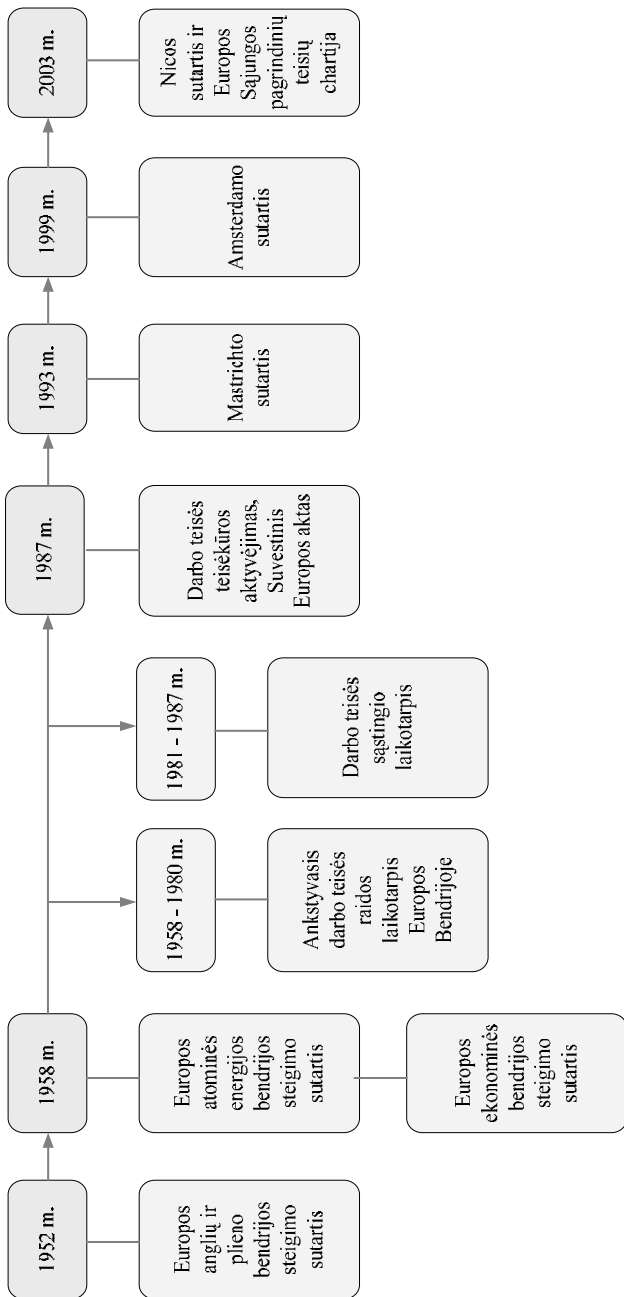 1952 m.
Europos
anglių ir
plieno
bendrijos
steigimo
sutartis
1958 m.
Europos
atominės
energijos
bendrijos
steigimo
sutartis
Europos
ekonominės
bendrijos
steigimo
sutartis
1958 - 1980 m.
Ankstyvasis
darbo teisės
raidos
laikotarpis
Europos
Bendrijoje
1981 - 1987 m.
Darbo teisės
sąstingio
laikotarpis
1987 m.
Darbo teisės
teisėkūros
aktyvėjimas,
Suvestinis
Europos aktas
1993 m.
Mastrichto
sutartis
1999 m.
Amsterdamo
sutartis
2003 m.
Nicos
sutartis ir
Europos
Sąjungos
pagrindinių
teisių
chartija